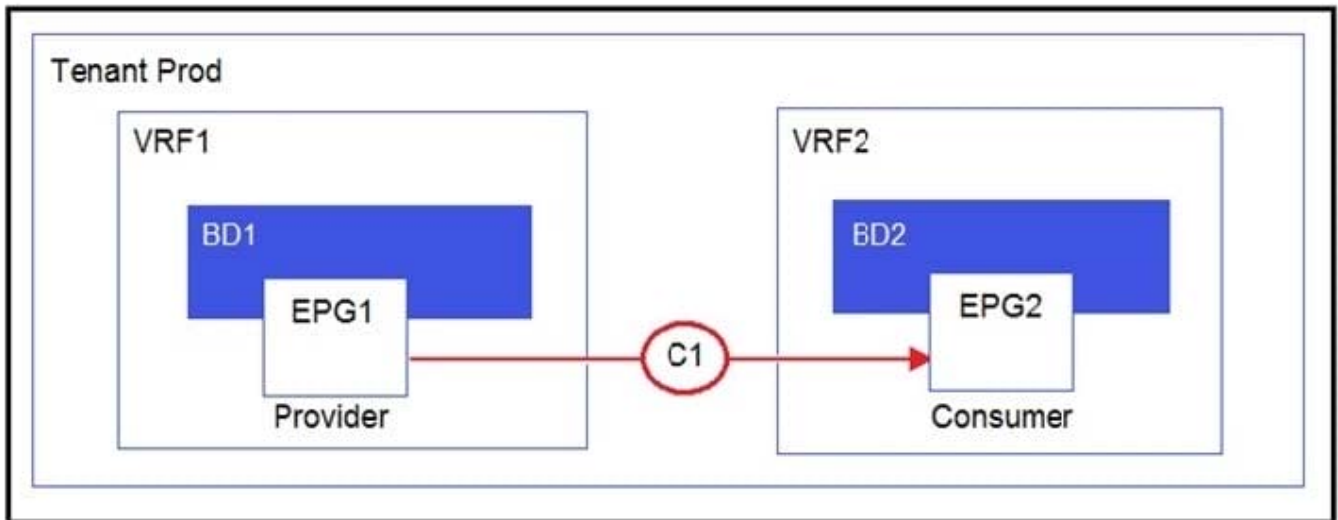 Tenant Prod
VRF1
VRF2
BD1
BD2
EPG1
EPG2
C1
Provider
Consumer